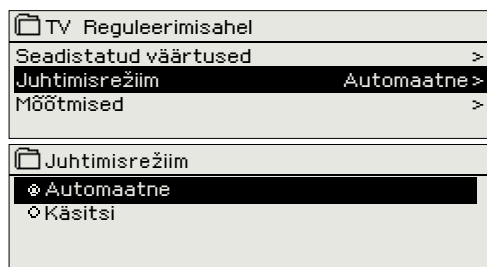 TV Reguleerimisahel
Seadistatud väärtused >
Juhtimisrežiim Automaatne >
Mõõtmised >
Juhtimisrežiim
Automaatne
Käsitsi